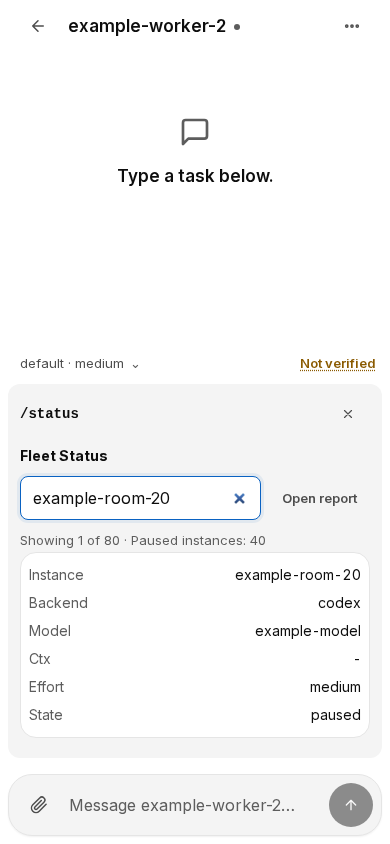 example-worker-2
Type a task below.
default · medium
Not verified
/status
Fleet Status
example-room-20
Open report
Showing 1 of 80 · Paused instances: 40
Instance example-room-20
Backend codex
Model example-model
Ctx -
Effort medium
State paused
Message example-worker-2…